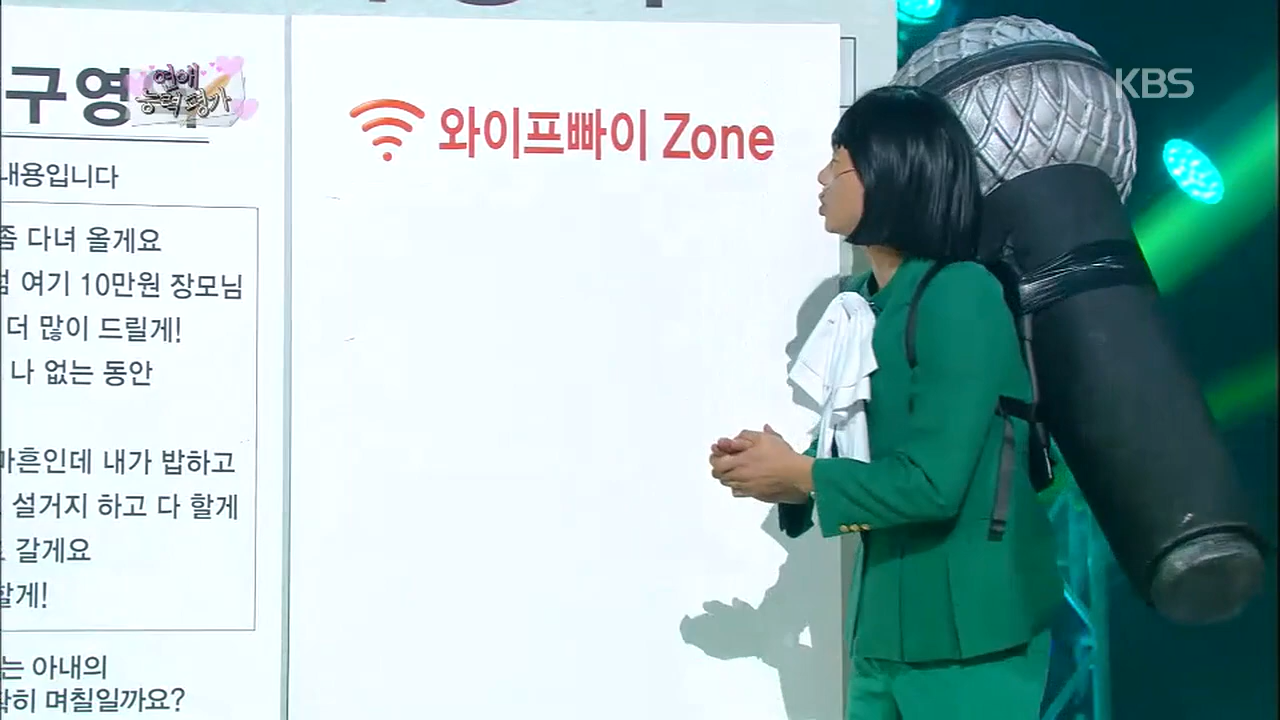 KBS
연애
능력평가
구영
내용입니다
좀 다녀 올게요
여기 10만원 장모님
더 많이 드릴게!
나 없는 동안
마흔인데 내가 밥하고
설거지 하고 다 할게
갈게요
할게!
는 아내의
확히 며칠일까요?
와이프빠이 Zone